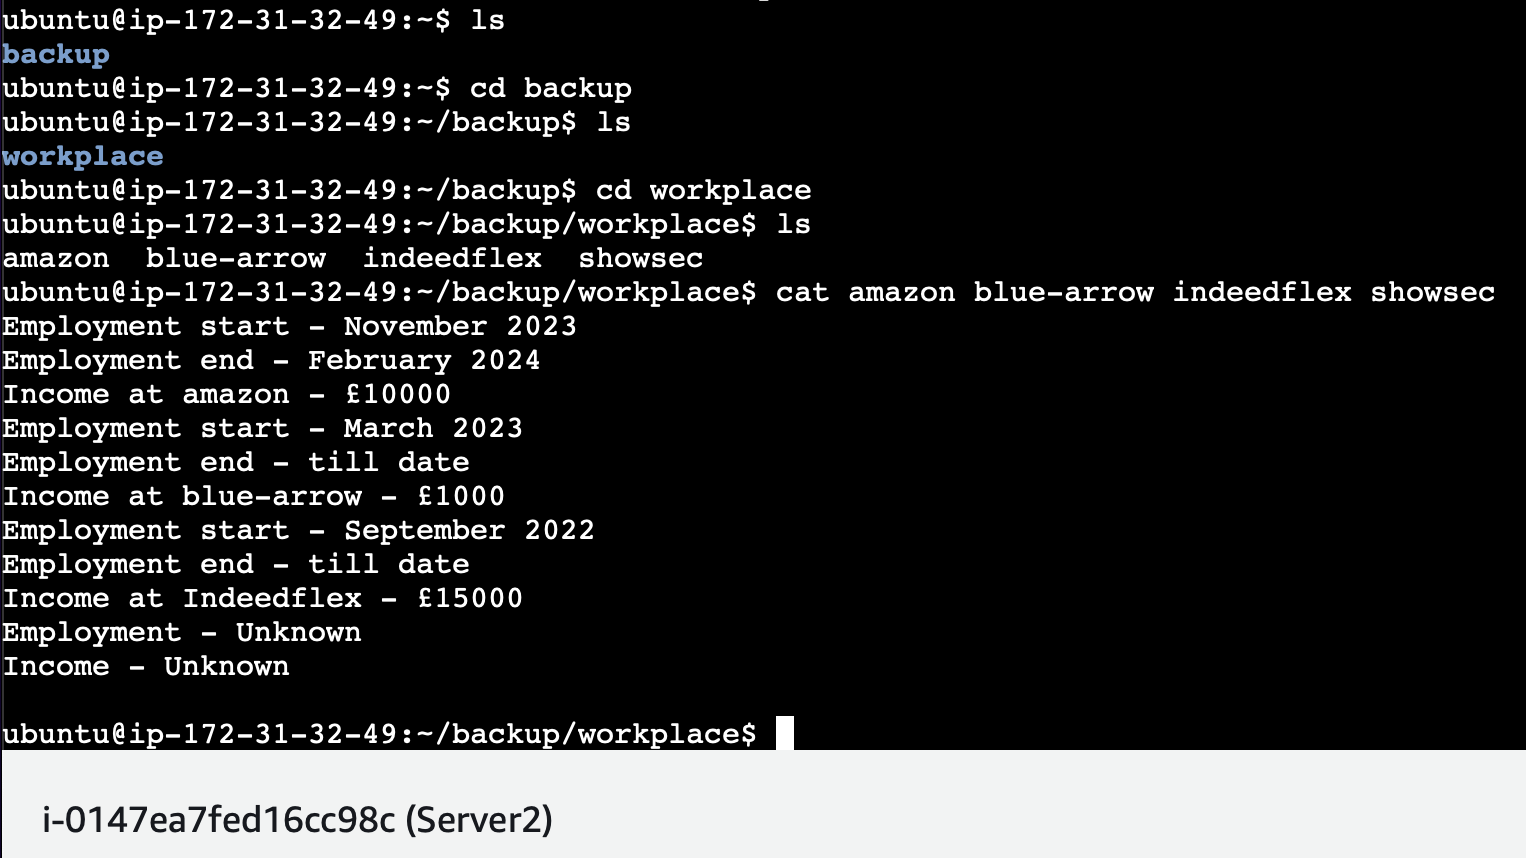 ubuntu@ip-172-31-32-49:~$ ls
backup
ubuntu@ip-172-31-32-49:~$ cd backup
ubuntu@ip-172-31-32-49:~/backup$ ls
workplace
ubuntu@ip-172-31-32-49:~/backup$ cd workplace
ubuntu@ip-172-31-32-49:~/backup/workplace$ ls
amazon  blue-arrow  indeedflex  showsec
ubuntu@ip-172-31-32-49:~/backup/workplace$ cat amazon blue-arrow indeedflex showsec
Employment start - November 2023
Employment end - February 2024
Income at amazon - £10000
Employment start - March 2023
Employment end - till date
Income at blue-arrow - £1000
Employment start - September 2022
Employment end - till date
Income at Indeedflex - £15000
Employment - Unknown
Income - Unknown
ubuntu@ip-172-31-32-49:~/backup/workplace$
i-0147ea7fed16cc98c (Server2)